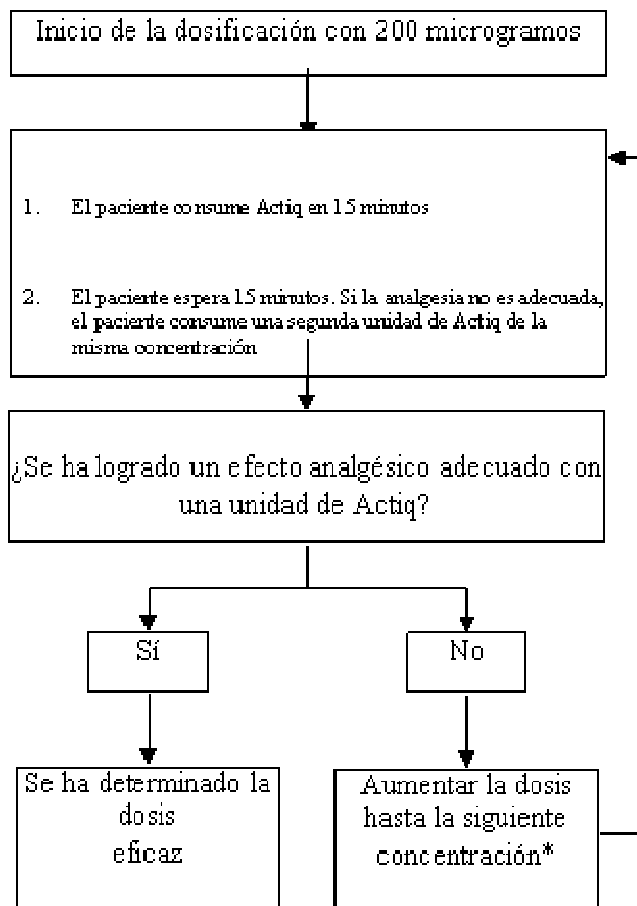 Inicio de la dosificación con 200 microgramos
1. El paciente consume Actiq en 15 minutos
2. El paciente espera 15 minutos. Si la analgesia no es adecuada,
el paciente consume una segunda unidad de Actiq de la
misma concentración
¿Se ha logrado un efecto analgésico adecuado con
una unidad de Actiq?
Sí
No
Se ha determinado la
dosis
eficaz
Aumentar la dosis
hasta la siguiente
concentración*